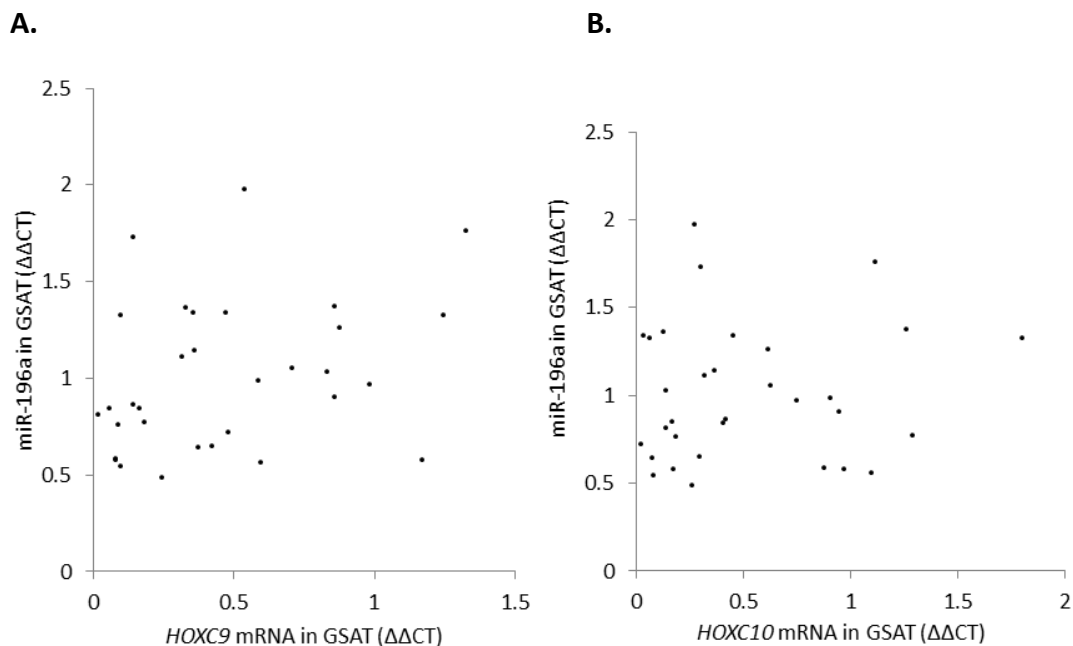 A.
2.5
2
1.5
1
0.5
0
0 0.5 1 1.5
miR-196a in GSAT (ΔΔCT)
HOXC9 mRNA in GSAT (ΔΔCT)
B.
2.5
2
1.5
1
0.5
0
0 0.5 1 1.5 2
miR-196a in GSAT (ΔΔCT)
HOXC10 mRNA in GSAT (ΔΔCT)